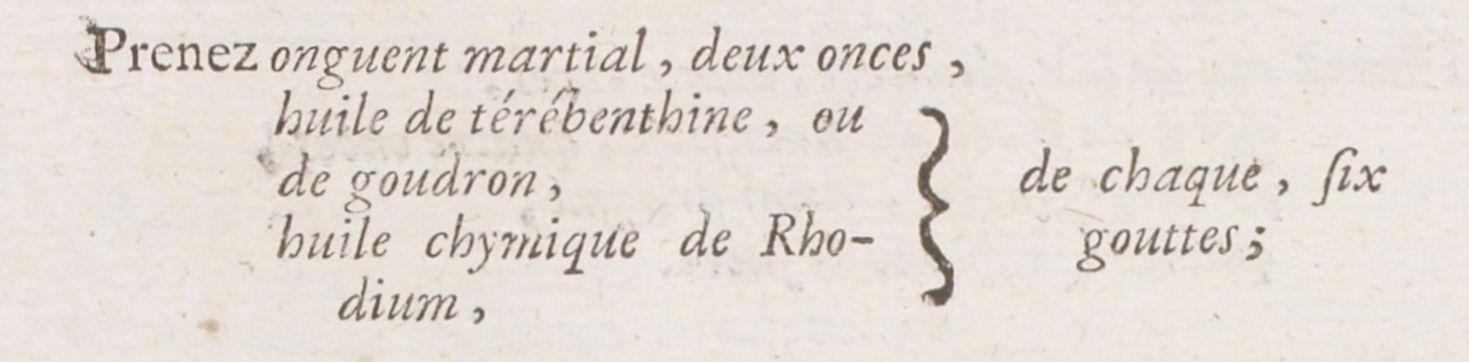 Prenez onguent martial, deux onces,
huile de térébenthine, ou
de goudron,
huile chymique de Rho-
dium,
} de chaque, ſix
gouttes;